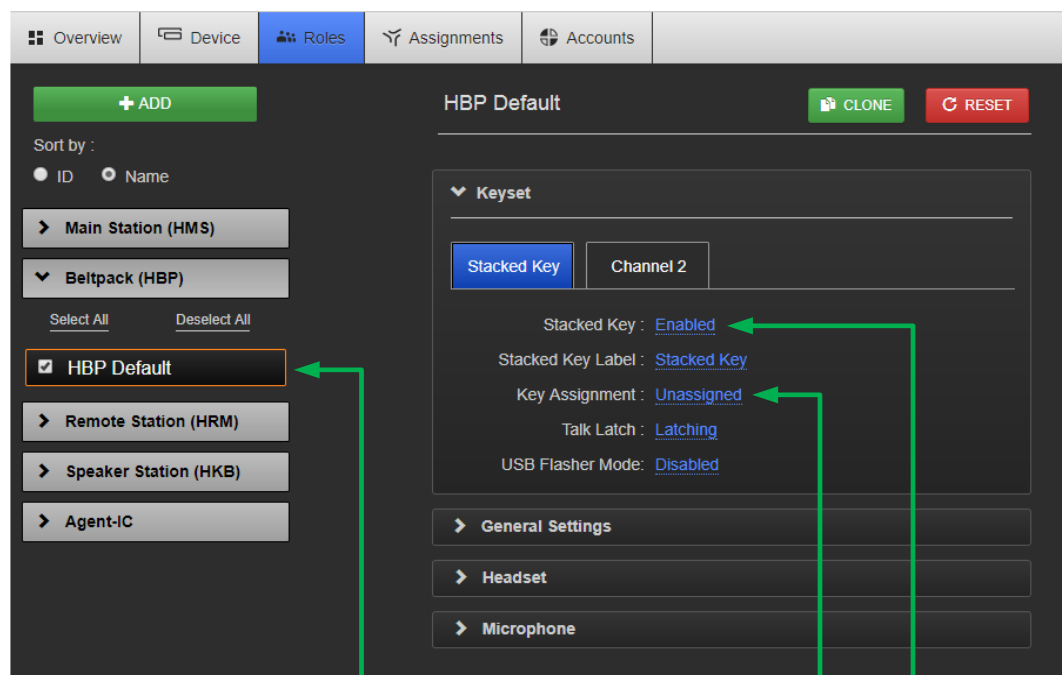 Overview Device Roles Assignments Accounts
ADD
Sort by :
ID Name
Main Station (HMS)
Beltpack (HBP)
Select All Deselect All
HBP Default
Remote Station (HRM)
Speaker Station (HKB)
Agent-IC
HBP Default CLONE RESET
Keyset
Stacked Key Channel 2
Stacked Key : Enabled
Stacked Key Label : Stacked Key
Key Assignment : Unassigned
Talk Latch : Latching
USB Flasher Mode: Disabled
General Settings
Headset
Microphone